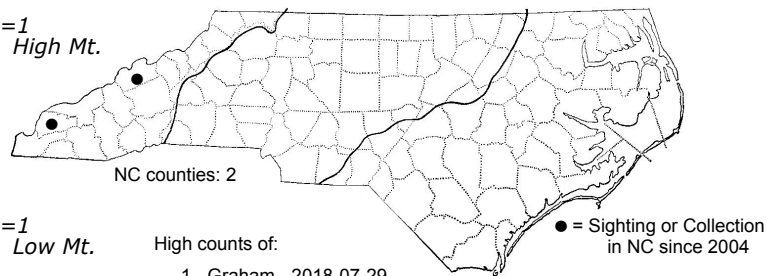 =1
High Mt.
NC counties: 2
=1
Low Mt.
High counts of:
● = Sighting or Collection
in NC since 2004
1 - Graham - 2018-07-29